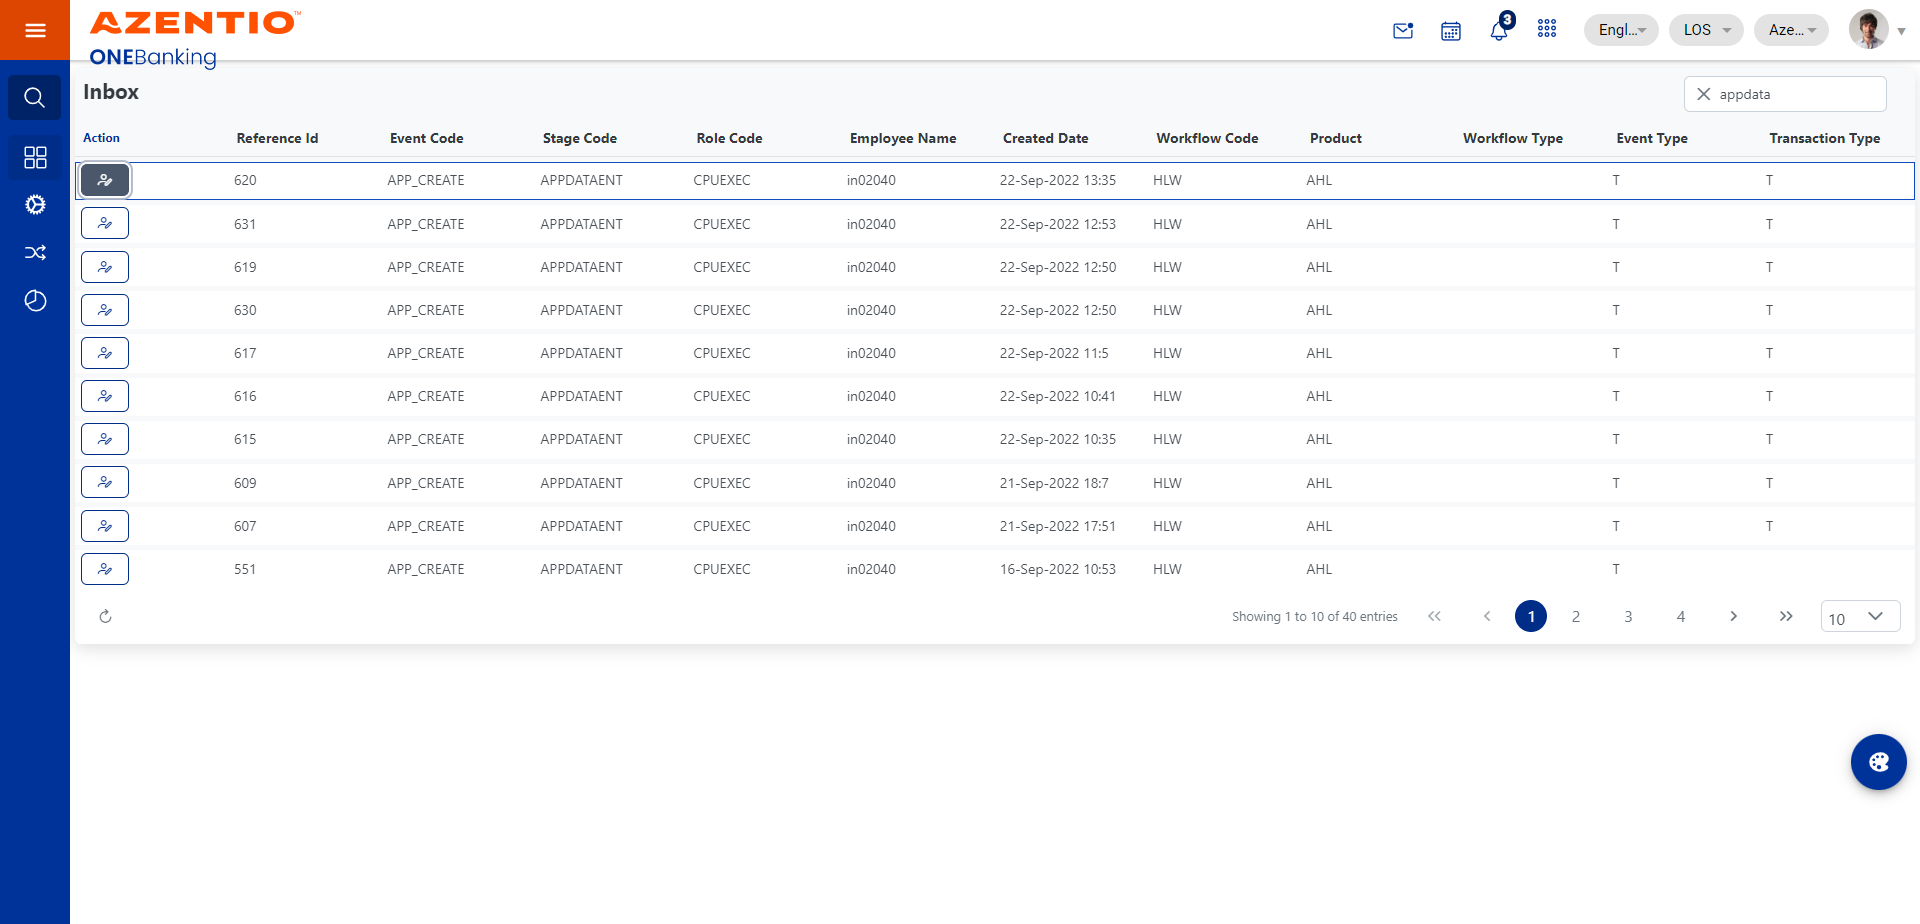 AZENTIO™
ONEBanking
3
Engl...
LOS
Aze...
Inbox
appdata
Action Reference Id Event Code Stage Code Role Code Employee Name Created Date Workflow Code Product Workflow Type Event Type Transaction Type
620 APP_CREATE APPDATAENT CPUEXEC in02040 22-Sep-2022 13:35 HLW AHL T T
631 APP_CREATE APPDATAENT CPUEXEC in02040 22-Sep-2022 12:53 HLW AHL T T
619 APP_CREATE APPDATAENT CPUEXEC in02040 22-Sep-2022 12:50 HLW AHL T T
630 APP_CREATE APPDATAENT CPUEXEC in02040 22-Sep-2022 12:50 HLW AHL T T
617 APP_CREATE APPDATAENT CPUEXEC in02040 22-Sep-2022 11:5 HLW AHL T T
616 APP_CREATE APPDATAENT CPUEXEC in02040 22-Sep-2022 10:41 HLW AHL T T
615 APP_CREATE APPDATAENT CPUEXEC in02040 22-Sep-2022 10:35 HLW AHL T T
609 APP_CREATE APPDATAENT CPUEXEC in02040 21-Sep-2022 18:7 HLW AHL T T
607 APP_CREATE APPDATAENT CPUEXEC in02040 21-Sep-2022 17:51 HLW AHL T T
551 APP_CREATE APPDATAENT CPUEXEC in02040 16-Sep-2022 10:53 HLW AHL T
Showing 1 to 10 of 40 entries 1 2 3 4 10